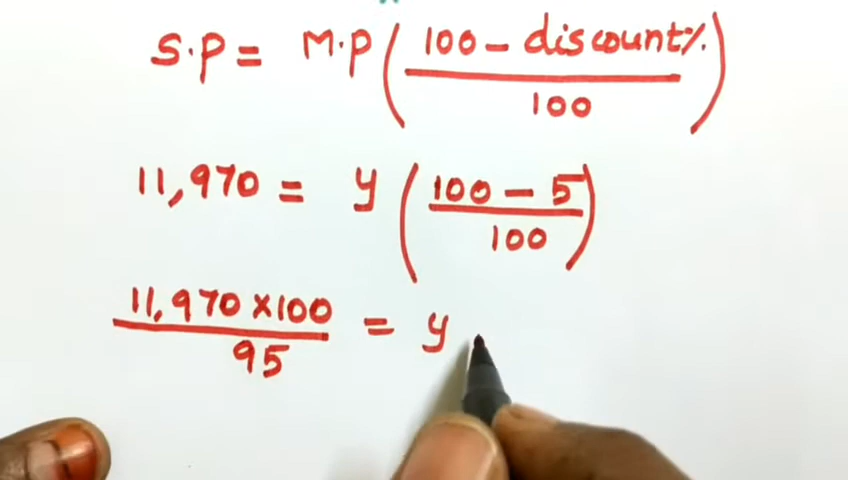 S.P = M.P ( 100 - discount% / 100 )
11,970 = y ( 100 - 5 / 100 )
11,970 × 100 / 95 = y